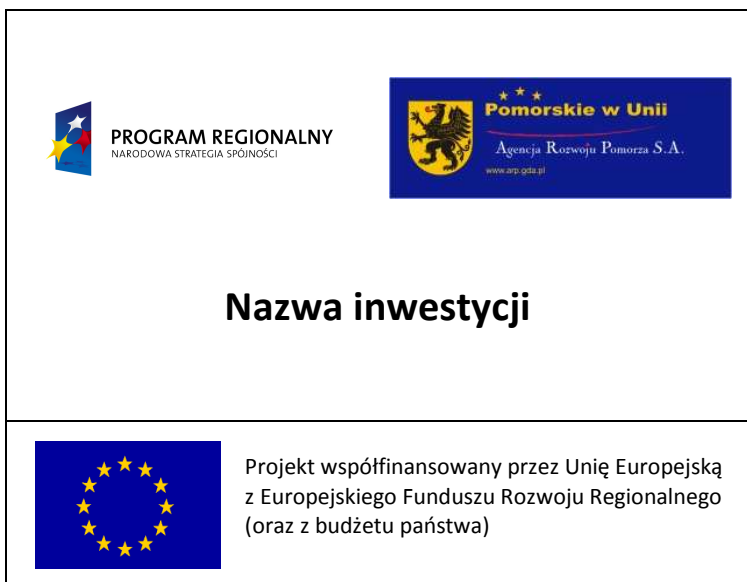 PROGRAM REGIONALNY
NARODOWA STRATEGIA SPÓJNOŚCI
Pomorskie w Unii
Agencja Rozwoju Pomorza S.A.
www.arp.gda.pl
Nazwa inwestycji
Projekt współfinansowany przez Unię Europejską
z Europejskiego Funduszu Rozwoju Regionalnego
(oraz z budżetu państwa)